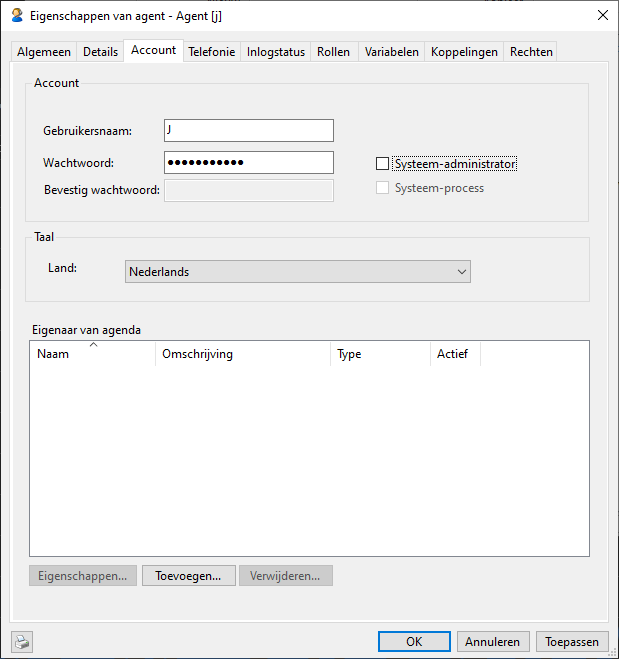 Eigenschappen van agent - Agent [j]
Algemeen Details Account Telefonie Inlogstatus Rollen Variabelen Koppelingen Rechten
Account
Gebruikersnaam: J
Wachtwoord: ●●●●●●●●●●● Systeem-administrator
Bevestig wachtwoord: Systeem-process
Taal
Land: Nederlands
Eigenaar van agenda
Naam Omschrijving Type Actief
Eigenschappen... Toevoegen... Verwijderen...
OK Annuleren Toepassen